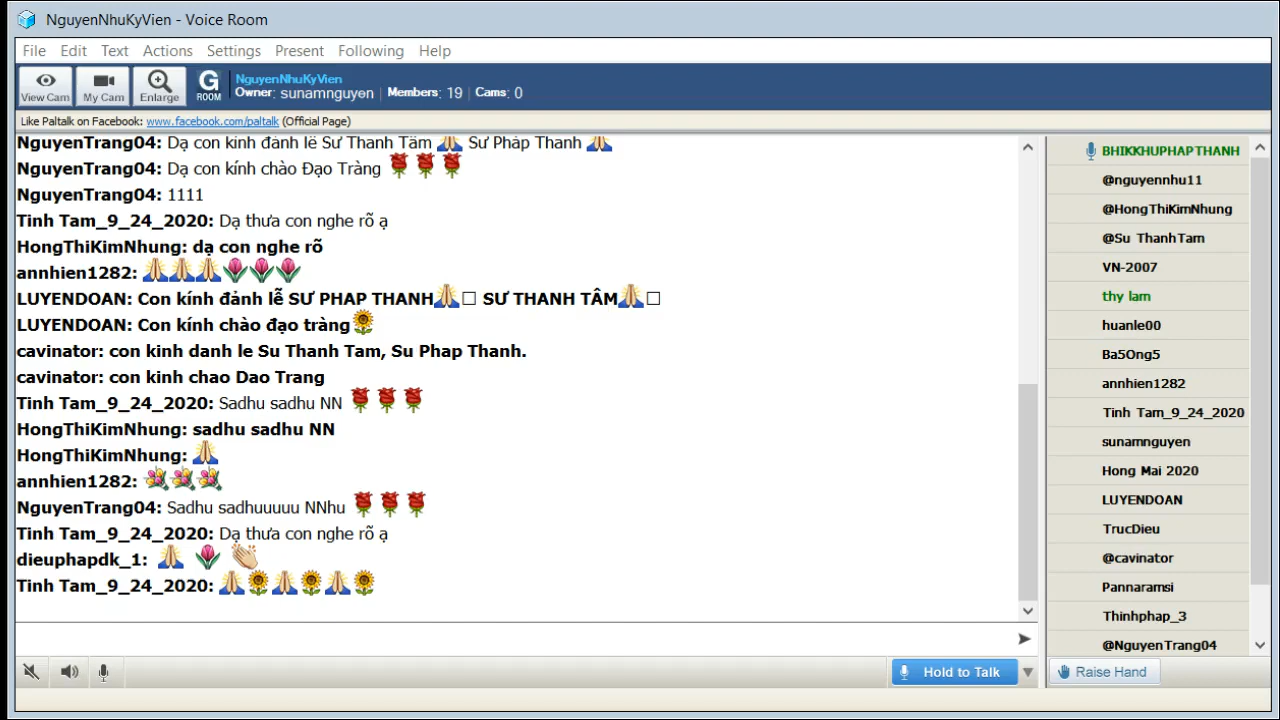 NguyenNhuKyVien - Voice Room
File Edit Text Actions Settings Present Following Help
View Cam
My Cam
Enlarge
G ROOM
NguyenNhuKyVien
Owner: sunamnguyen Members: 19 Cams: 0
Like Paltalk on Facebook: www.facebook.com/paltalk (Official Page)
NguyenTrang04: Dạ con kính đảnh lễ Sư Thanh Tâm 🙏 Sư Pháp Thanh 🙏
NguyenTrang04: Dạ con kính chào Đạo Tràng 🌹🌹🌹
NguyenTrang04: 1111
Tinh Tam_9_24_2020: Dạ thưa con nghe rõ ạ
HongThiKimNhung: dạ con nghe rõ
annhien1282: 🙏🙏🙏🌷🌷🌷
LUYENDOAN: Con kính đảnh lễ SƯ PHAP THANH🙏□ SƯ THANH TÂM🙏□
LUYENDOAN: Con kính chào đạo tràng🌻
cavinator: con kinh danh le Su Thanh Tam, Su Phap Thanh.
cavinator: con kinh chao Dao Trang
Tinh Tam_9_24_2020: Sadhu sadhu NN 🌹🌹🌹
HongThiKimNhung: sadhu sadhu NN
HongThiKimNhung: 🙏
annhien1282: 💐💐💐
NguyenTrang04: Sadhu sadhuuuuu NNhu 🌹🌹🌹
Tinh Tam_9_24_2020: Dạ thưa con nghe rõ ạ
dieuphapdk_1: 🙏 🌷 👏
Tinh Tam_9_24_2020: 🙏🌻🙏🌻🙏🌻
Hold to Talk
BHIKKHUPHAPTHANH
@nguyennhu11
@HongThiKimNhung
@Su ThanhTam
VN-2007
thy lam
huanle00
Ba5Ong5
annhien1282
Tinh Tam_9_24_2020
sunamnguyen
Hong Mai 2020
LUYENDOAN
TrucDieu
@cavinator
Pannaramsi
Thinhphap_3
@NguyenTrang04
Raise Hand